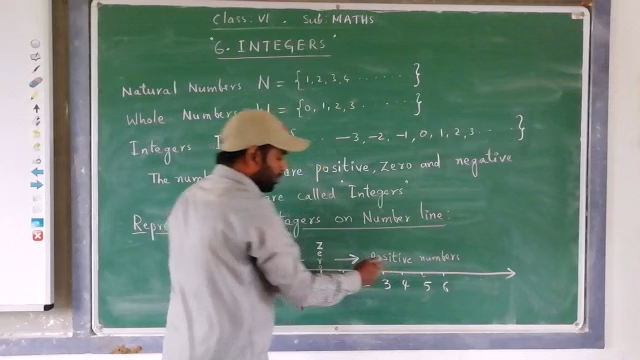 Class: VI . Sub: MATHS
"6. INTEGERS"
Natural Numbers N = {1, 2, 3, 4 . . . . . . }
Whole Numbers = {0, 1, 2, 3 . . . . . . }
Integers . . -3, -2, -1, 0, 1, 2, 3 . . . . }
The are positive, Zero and negative
are called "Integers"
on Number line:
Zero → positive numbers
3 4 5 6